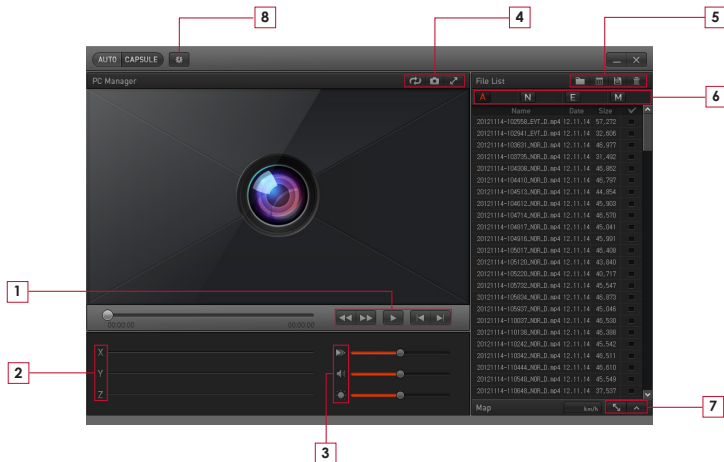 8
4
5
AUTO CAPSULE
PC Manager
File List
6
A N E M
Name Date Size
20121114-102558_EVT_D.mp4 12.11.14 57,272
20121114-102941_EVT_D.mp4 12.11.14 32,606
20121114-103631_NOR_D.mp4 12.11.14 46,977
20121114-103735_NOR_D.mp4 12.11.14 31,492
20121114-104308_NOR_D.mp4 12.11.14 46,862
20121114-104410_NOR_D.mp4 12.11.14 46,797
20121114-104513_NOR_D.mp4 12.11.14 44,854
20121114-104612_NOR_D.mp4 12.11.14 45,903
20121114-104714_NOR_D.mp4 12.11.14 46,570
20121114-104817_NOR_D.mp4 12.11.14 45,041
20121114-104916_NOR_D.mp4 12.11.14 45,991
20121114-105017_NOR_D.mp4 12.11.14 46,408
20121114-105120_NOR_D.mp4 12.11.14 43,840
20121114-105220_NOR_D.mp4 12.11.14 40,717
20121114-105732_NOR_D.mp4 12.11.14 45,547
20121114-105834_NOR_D.mp4 12.11.14 46,873
20121114-105937_NOR_D.mp4 12.11.14 45,046
20121114-110037_NOR_D.mp4 12.11.14 46,530
20121114-110138_NOR_D.mp4 12.11.14 46,388
20121114-110242_NOR_D.mp4 12.11.14 45,542
20121114-110342_NOR_D.mp4 12.11.14 46,511
20121114-110444_NOR_D.mp4 12.11.14 46,610
20121114-110548_NOR_D.mp4 12.11.14 45,549
20121114-110648_NOR_D.mp4 12.11.14 37,537
1
00:00:00 00:00:00
2
X
Y
Z
3
Map km/h
7